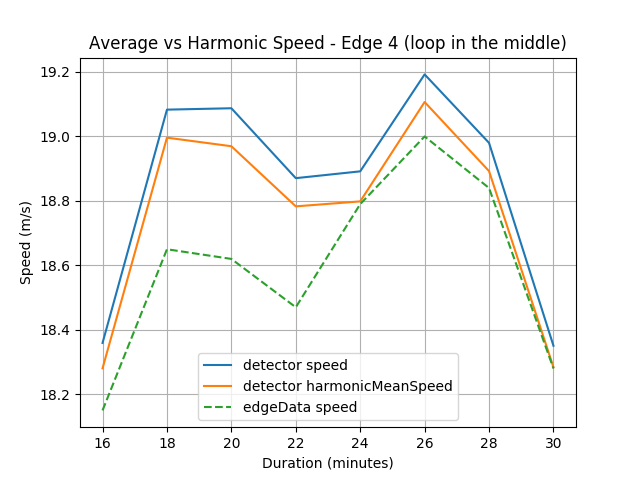 Average vs Harmonic Speed - Edge 4 (loop in the middle)
19.2
19.0
18.8
18.6
18.4
18.2
Speed (m/s)
detector speed
detector harmonicMeanSpeed
edgeData speed
16 18 20 22 24 26 28 30
Duration (minutes)